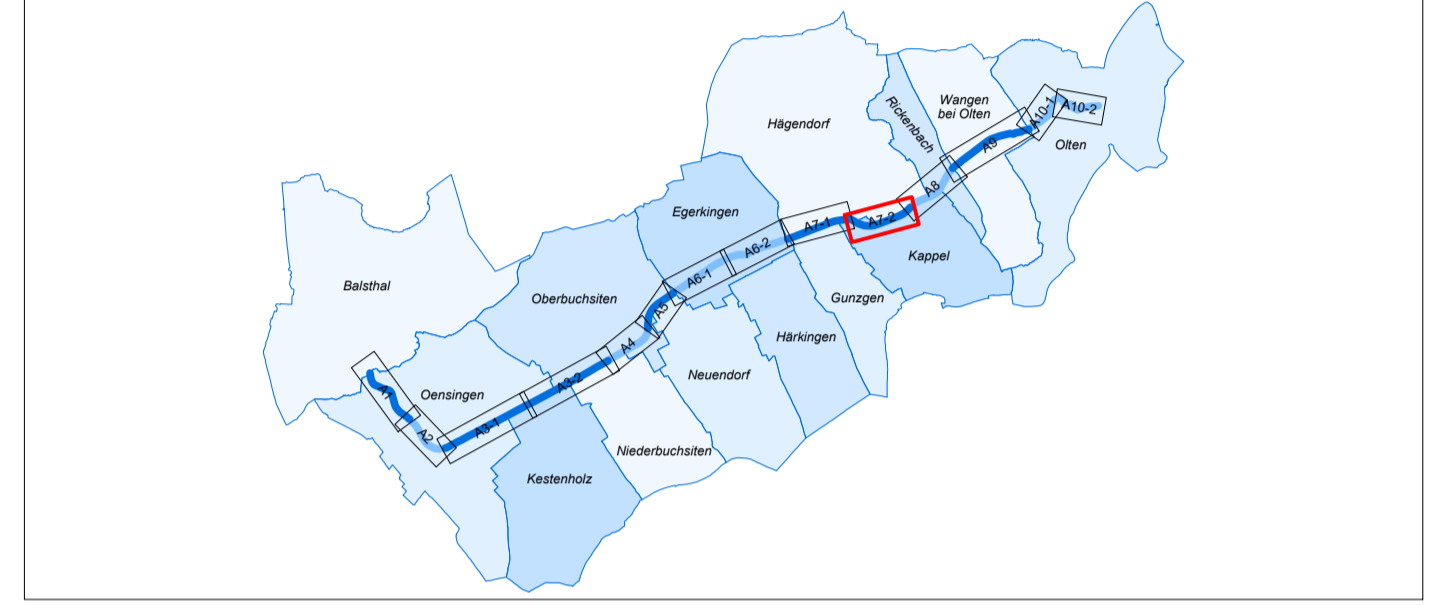 Hägendorf
Rickenbach
Wangen
bei Olten
A10-1
A10-2
Olten
A9
A8
Egerkingen
A7-1
A7-2
A6-2
Kappel
Balsthal
Oberbuchsiten
A6-1
Gunzgen
A5
Härkingen
A4
Neuendorf
A3-2
A1
Oensingen
A3-1
A2
Niederbuchsiten
Kestenholz